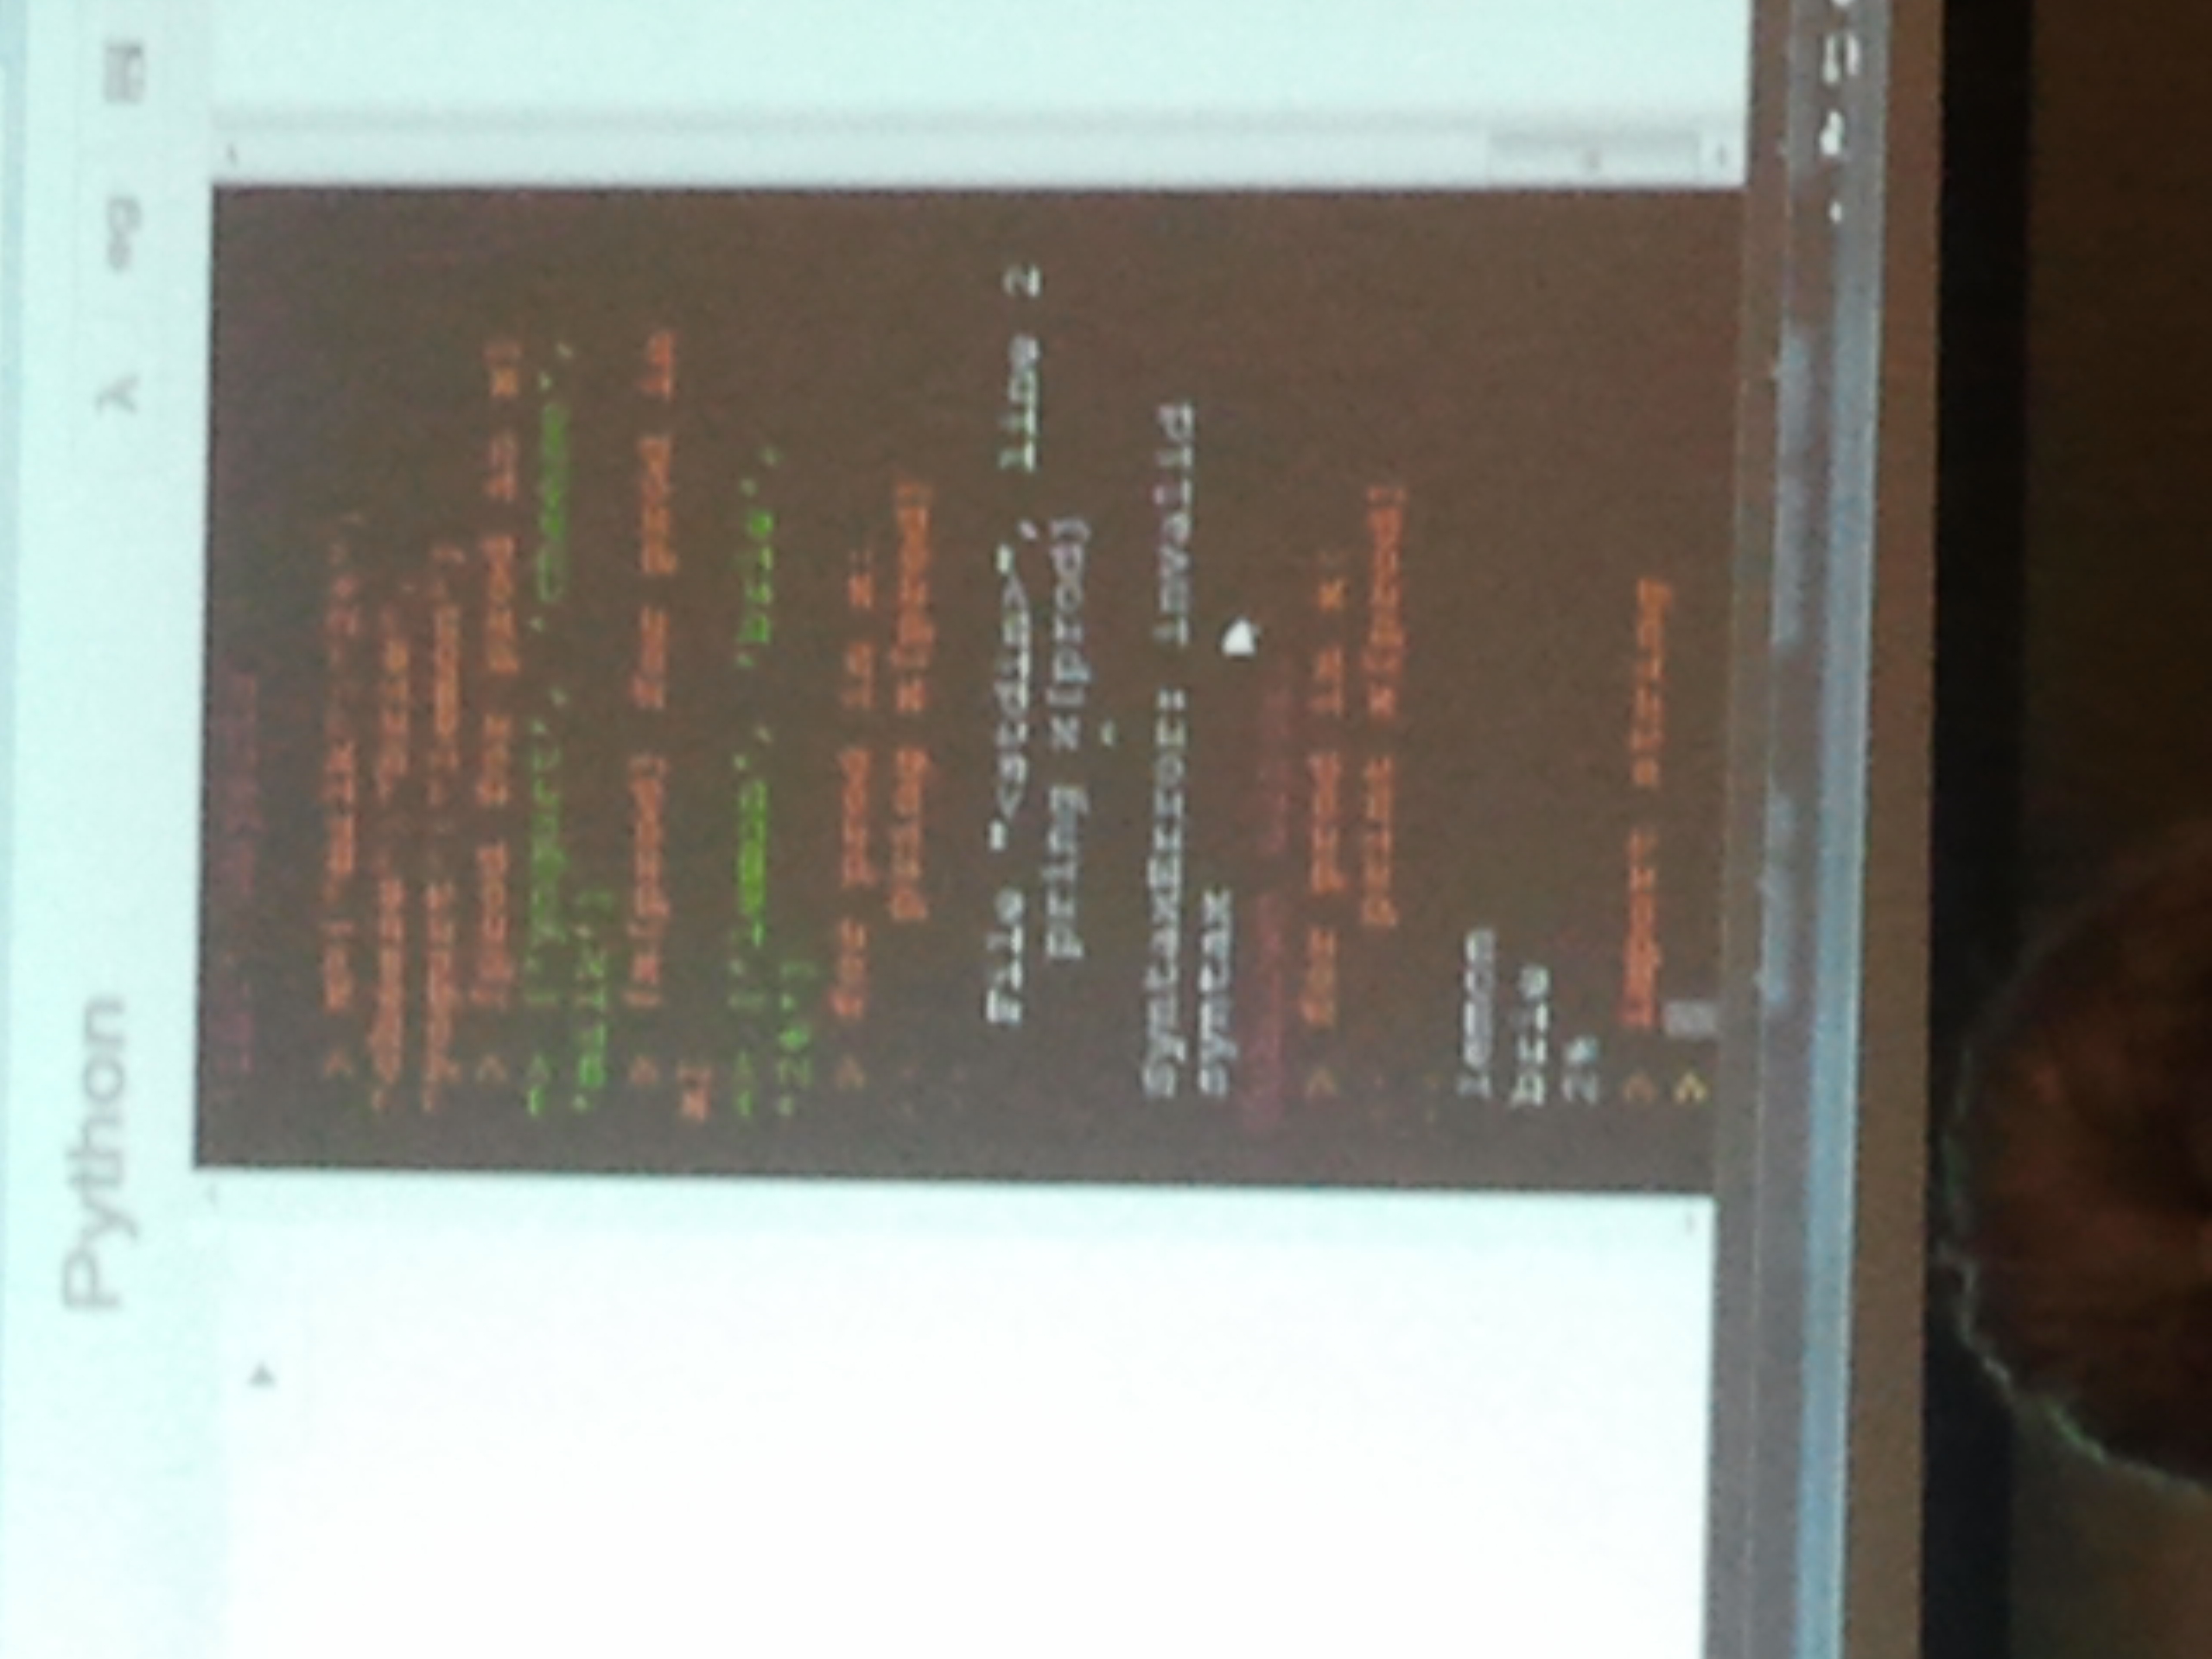 Python
λ eg
> x={"milk":"2%",
"cheese":"brie",
"yogurt":"lemon"}
> [prod for prod in x]
=> ['yogurt', 'cheese',
'milk']
> [x[prod] for prod in
x]
=> ['lemon', 'brie',
'2%']
> for prod in x:
..    pring x[prod]
..
File "<stdin>", line 2
pring x[prod]
^
SyntaxError: invalid
syntax
> for prod in x:
..    print x[prod]
..
lemon
brie
2%
> import string
>